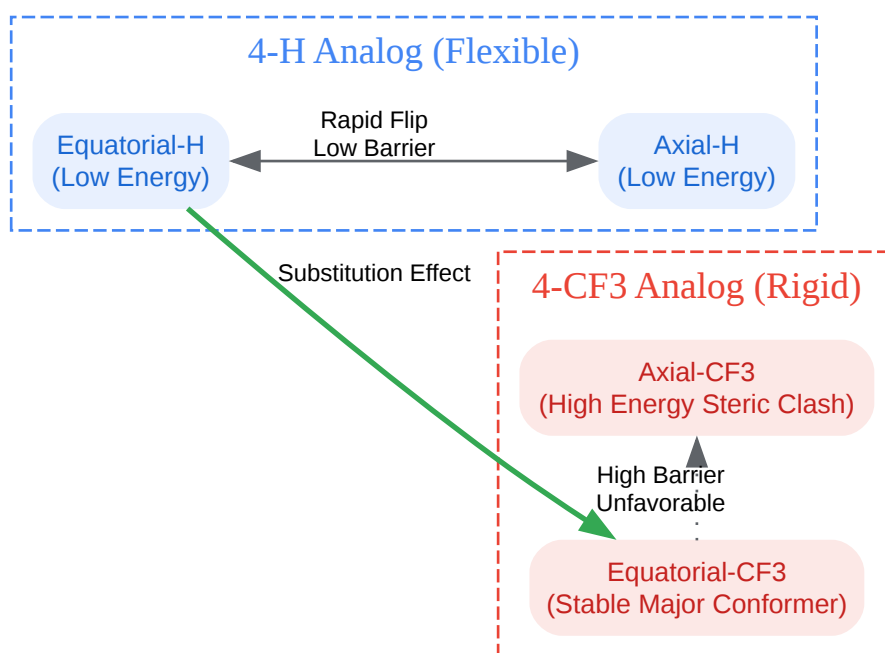 4-H Analog (Flexible)
Equatorial-H
(Low Energy)
Rapid Flip
Low Barrier
Axial-H
(Low Energy)
Substitution Effect
4-CF3 Analog (Rigid)
Axial-CF3
(High Energy Steric Clash)
High Barrier
Unfavorable
Equatorial-CF3
(Stable Major Conformer)